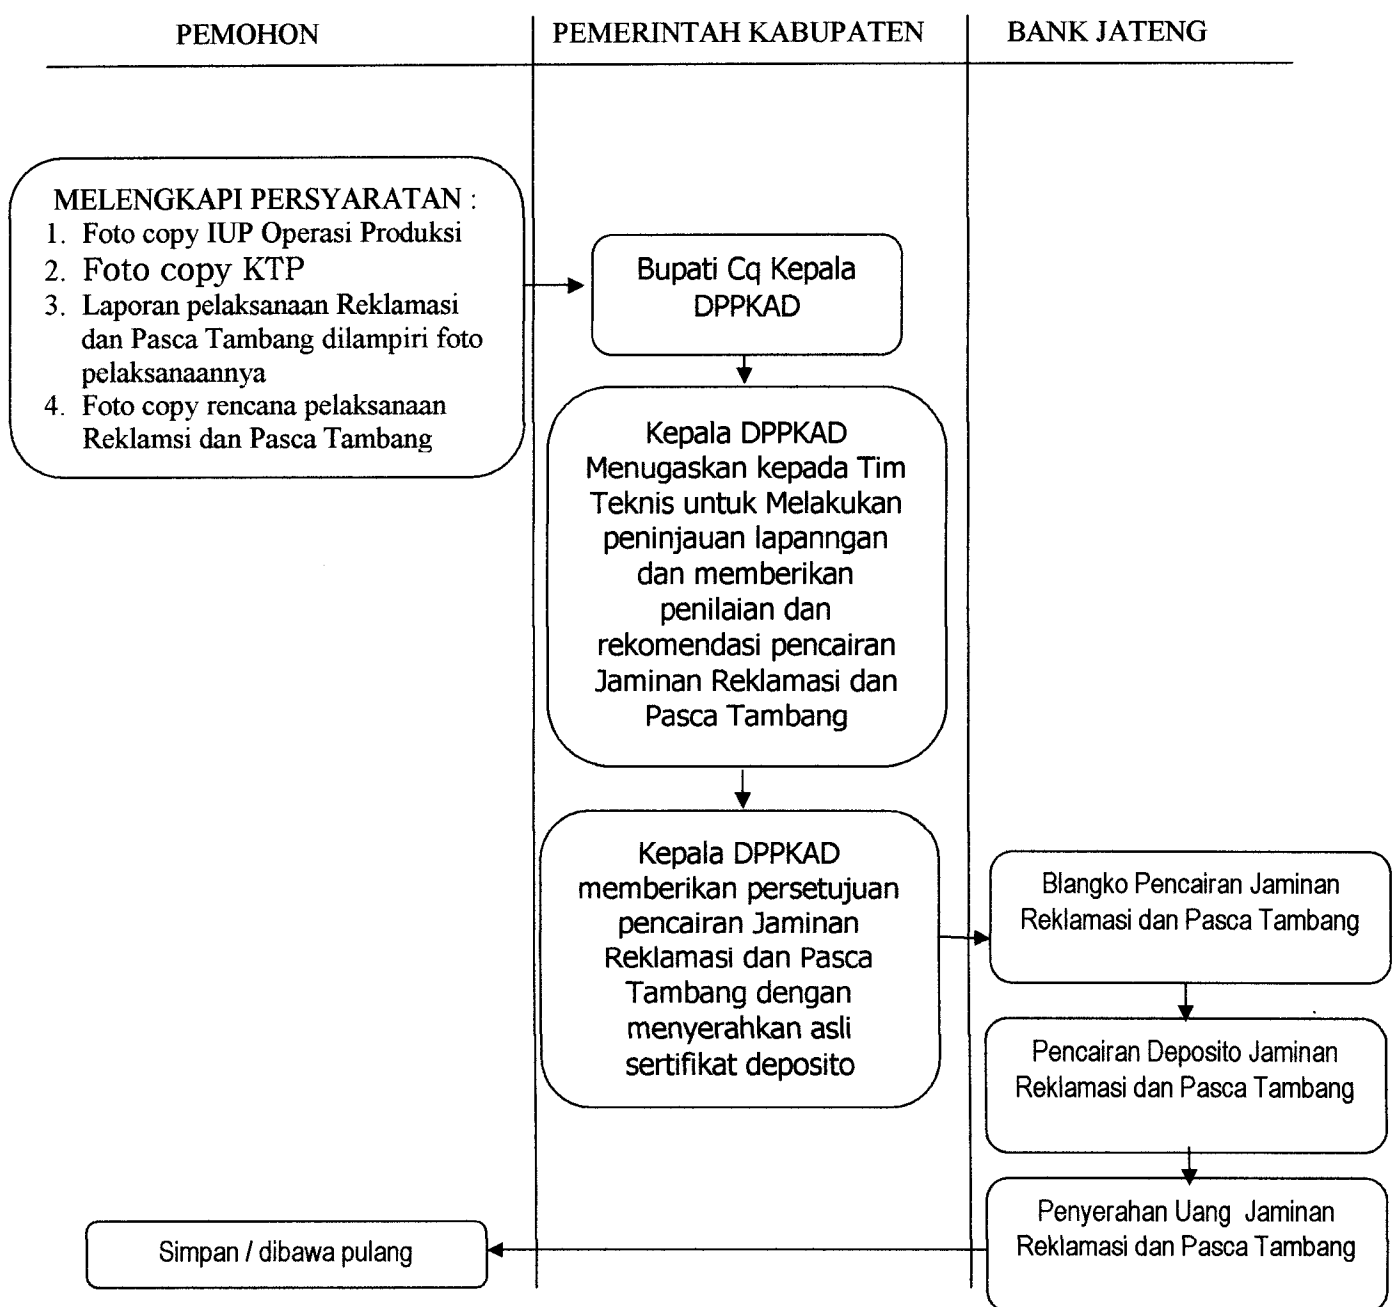 PEMOHON
PEMERINTAH KABUPATEN
BANK JATENG
MELENGKAPI PERSYARATAN :
1. Foto copy IUP Operasi Produksi
2. Foto copy KTP
3. Laporan pelaksanaan Reklamasi
dan Pasca Tambang dilampiri foto
pelaksanaannya
4. Foto copy rencana pelaksanaan
Reklamsi dan Pasca Tambang
Bupati Cq Kepala
DPPKAD
Kepala DPPKAD
Menugaskan kepada Tim
Teknis untuk Melakukan
peninjauan lapanngan
dan memberikan
penilaian dan
rekomendasi pencairan
Jaminan Reklamasi dan
Pasca Tambang
Kepala DPPKAD
memberikan persetujuan
pencairan Jaminan
Reklamasi dan Pasca
Tambang dengan
menyerahkan asli
sertifikat deposito
Blangko Pencairan Jaminan
Reklamasi dan Pasca Tambang
Pencairan Deposito Jaminan
Reklamasi dan Pasca Tambang
Penyerahan Uang Jaminan
Reklamasi dan Pasca Tambang
Simpan / dibawa pulang